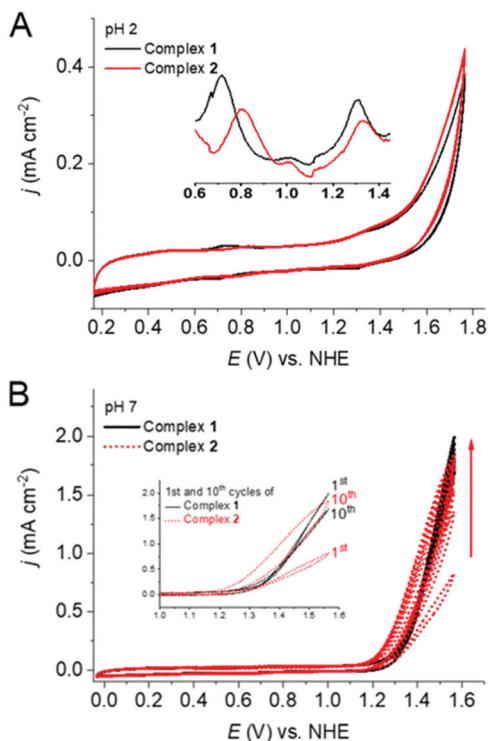 A
pH 2
Complex 1
Complex 2
j (mA cm⁻²)
0.4
0.2
0.0
0.6 0.8 1.0 1.2 1.4
0.2 0.4 0.6 0.8 1.0 1.2 1.4 1.6 1.8
E (V) vs. NHE
B
pH 7
Complex 1
Complex 2
j (mA cm⁻²)
2.0
1.5
1.0
0.5
0.0
1st and 10th cycles of
Complex 1
Complex 2
2.0
1.5
1.0
0.5
0.0
1st
10th
10th
1st
1.0 1.1 1.2 1.3 1.4 1.5 1.6
0.0 0.2 0.4 0.6 0.8 1.0 1.2 1.4 1.6
E (V) vs. NHE